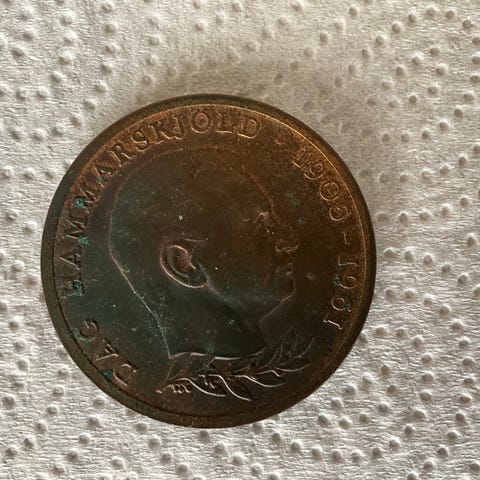 DAG HAMMARSKJÖLD · 1905 – 1961